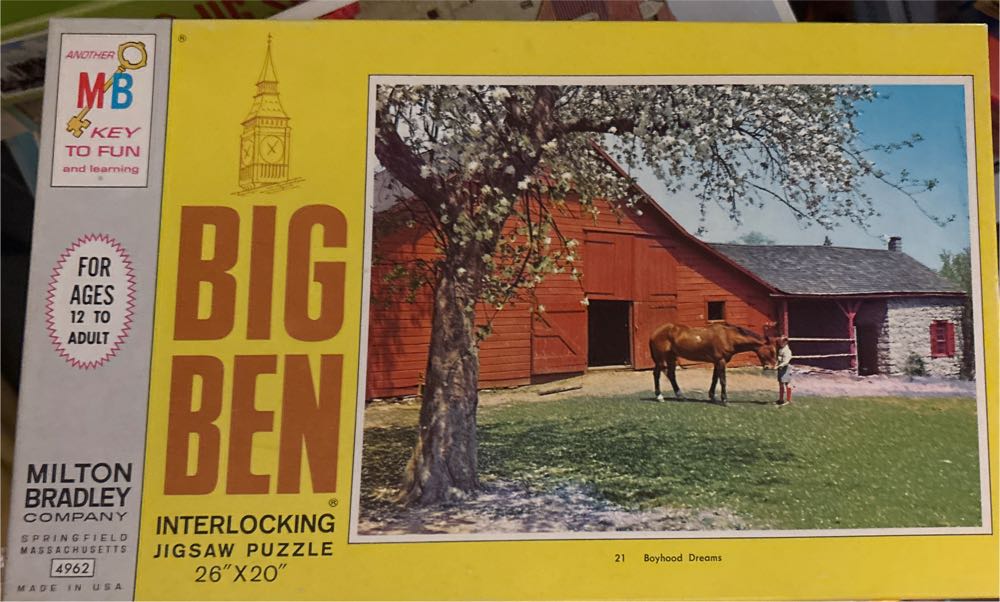 ANOTHER
MB
KEY
TO FUN
and learning
®
FOR
AGES
12 TO
ADULT
MILTON
BRADLEY
COMPANY
SPRINGFIELD
MASSACHUSETTS
4962
MADE IN USA
®
BIG
BEN
®
INTERLOCKING
JIGSAW PUZZLE
26”X20”
21 Boyhood Dreams